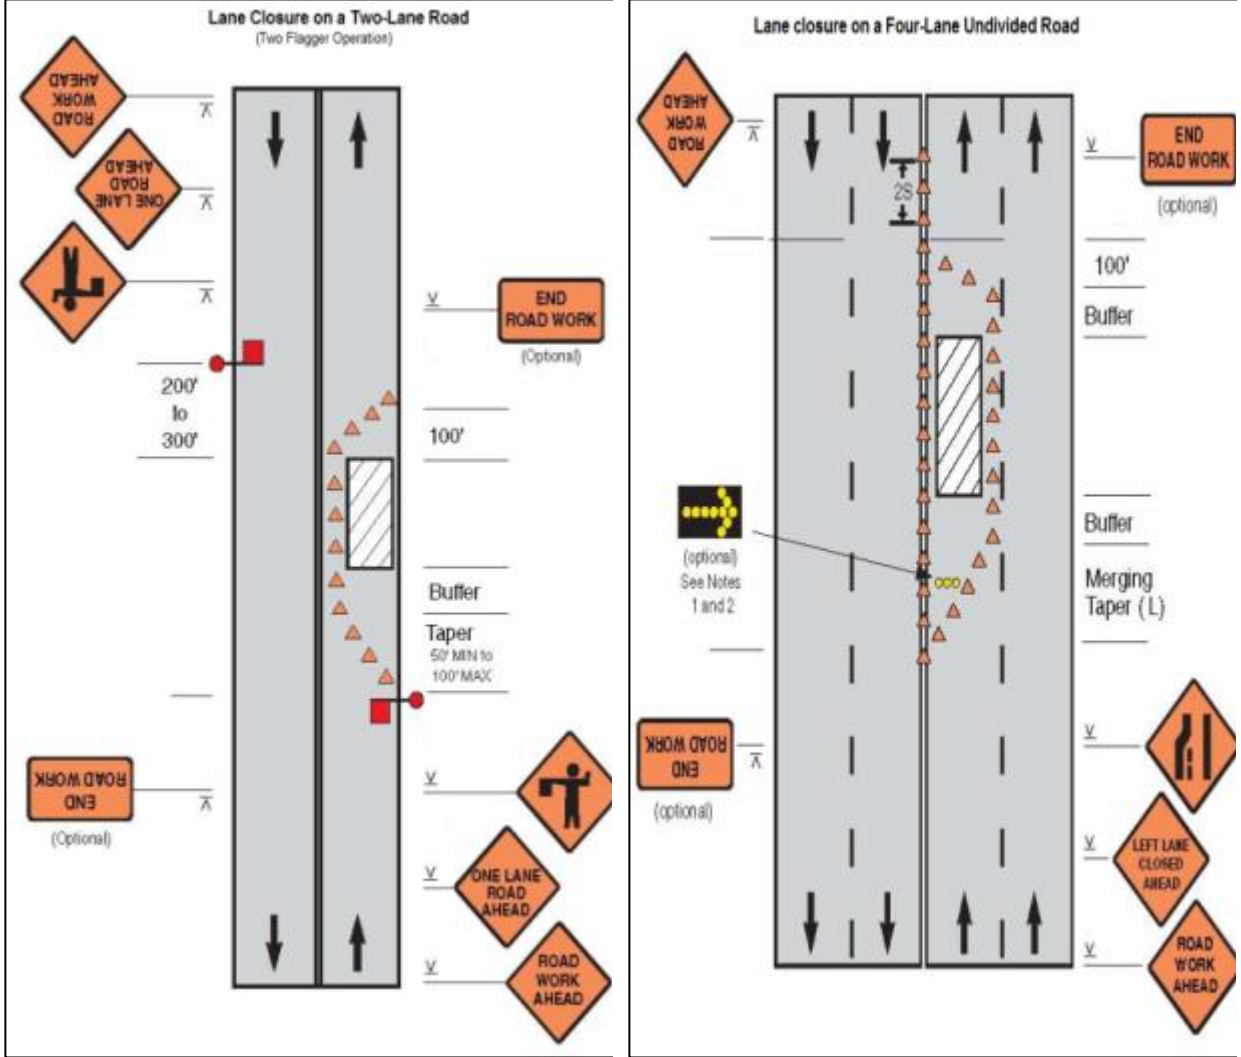 Lane Closure on a Two-Lane Road
(Two Flagger Operation)
ROAD
WORK
AHEAD
ONE LANE
ROAD
AHEAD
200'
to
300'
END
ROAD WORK
(Optional)
100'
Buffer
Taper
50' MIN to
100' MAX
END
ROAD WORK
(Optional)
ONE LANE
ROAD
AHEAD
ROAD
WORK
AHEAD
Lane closure on a Four-Lane Undivided Road
ROAD
WORK
AHEAD
END
ROAD WORK
(optional)
2S
100'
Buffer
(optional)
See Notes
1 and 2
Buffer
Merging
Taper (L)
END
ROAD WORK
(optional)
LEFT LANE
CLOSED
AHEAD
ROAD
WORK
AHEAD